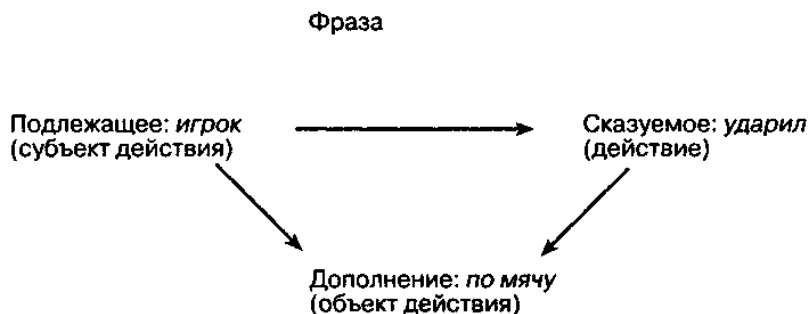 Фраза
Подлежащее: игрок
(субъект действия)
Сказуемое: ударил
(действие)
Дополнение: по мячу
(объект действия)